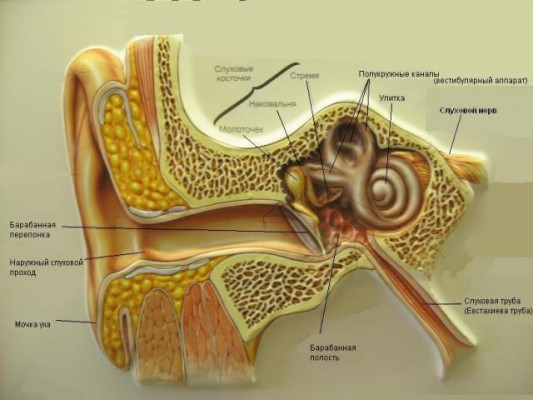 Слуховые
косточки
Стремя
Наковальня
Молоточек
Полукружные каналы
(вестибулярный аппарат)
Улитка
Слуховой нерв
Барабанная
перепонка
Наружный слуховой
проход
Мочка уха
Барабанная
полость
Слуховая труба
(Евстахиева труба)